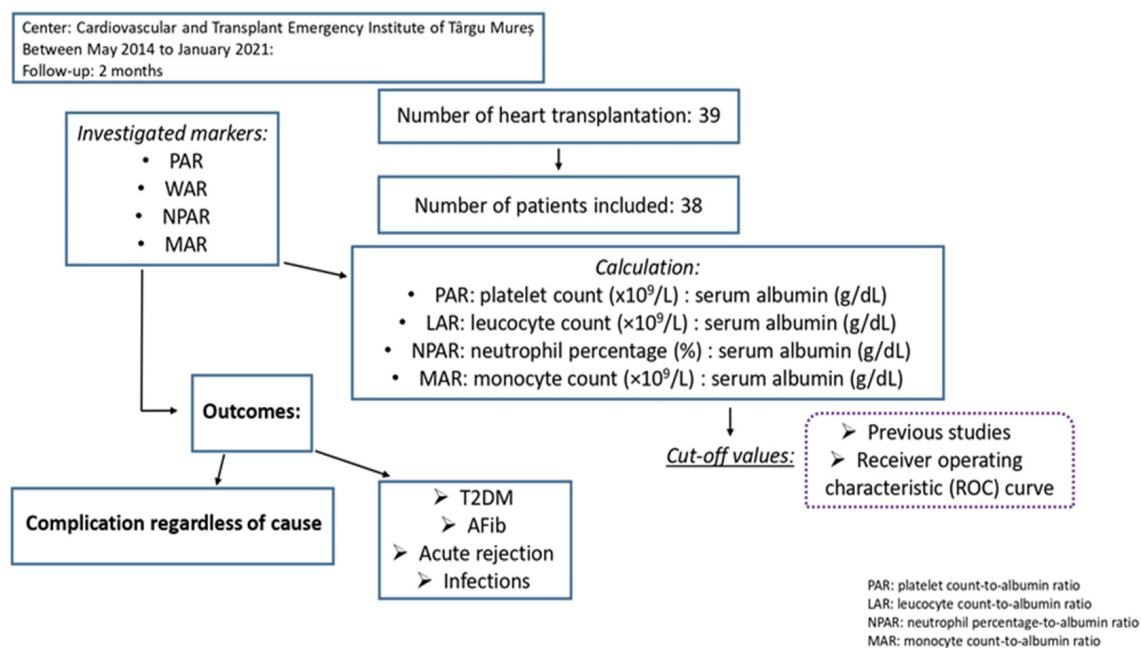 Center: Cardiovascular and Transplant Emergency Institute of Târgu Mureș
Between May 2014 to January 2021:
Follow-up: 2 months
Number of heart transplantation: 39
Number of patients included: 38
Investigated markers:
• PAR
• WAR
• NPAR
• MAR
Calculation:
• PAR: platelet count (x10⁹/L) : serum albumin (g/dL)
• LAR: leucocyte count (×10⁹/L) : serum albumin (g/dL)
• NPAR: neutrophil percentage (%) : serum albumin (g/dL)
• MAR: monocyte count (×10⁹/L) : serum albumin (g/dL)
Cut-off values:
➢ Previous studies
➢ Receiver operating
characteristic (ROC) curve
Outcomes:
Complication regardless of cause
➢ T2DM
➢ AFib
➢ Acute rejection
➢ Infections
PAR: platelet count-to-albumin ratio
LAR: leucocyte count-to-albumin ratio
NPAR: neutrophil percentage-to-albumin ratio
MAR: monocyte count-to-albumin ratio